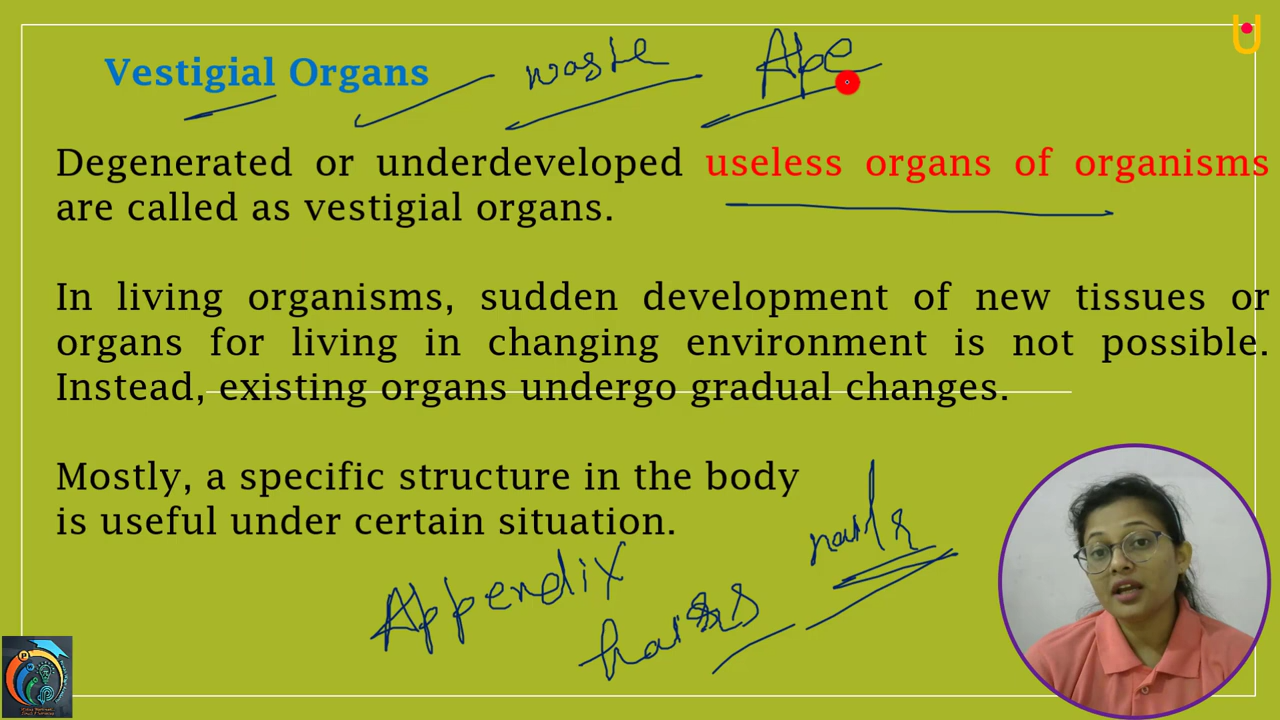 Vestigial Organs
waste
Ape
Degenerated or underdeveloped useless organs of organisms
are called as vestigial organs.
In living organisms, sudden development of new tissues or
organs for living in changing environment is not possible.
Instead, existing organs undergo gradual changes.
Mostly, a specific structure in the body
is useful under certain situation.
Appendix